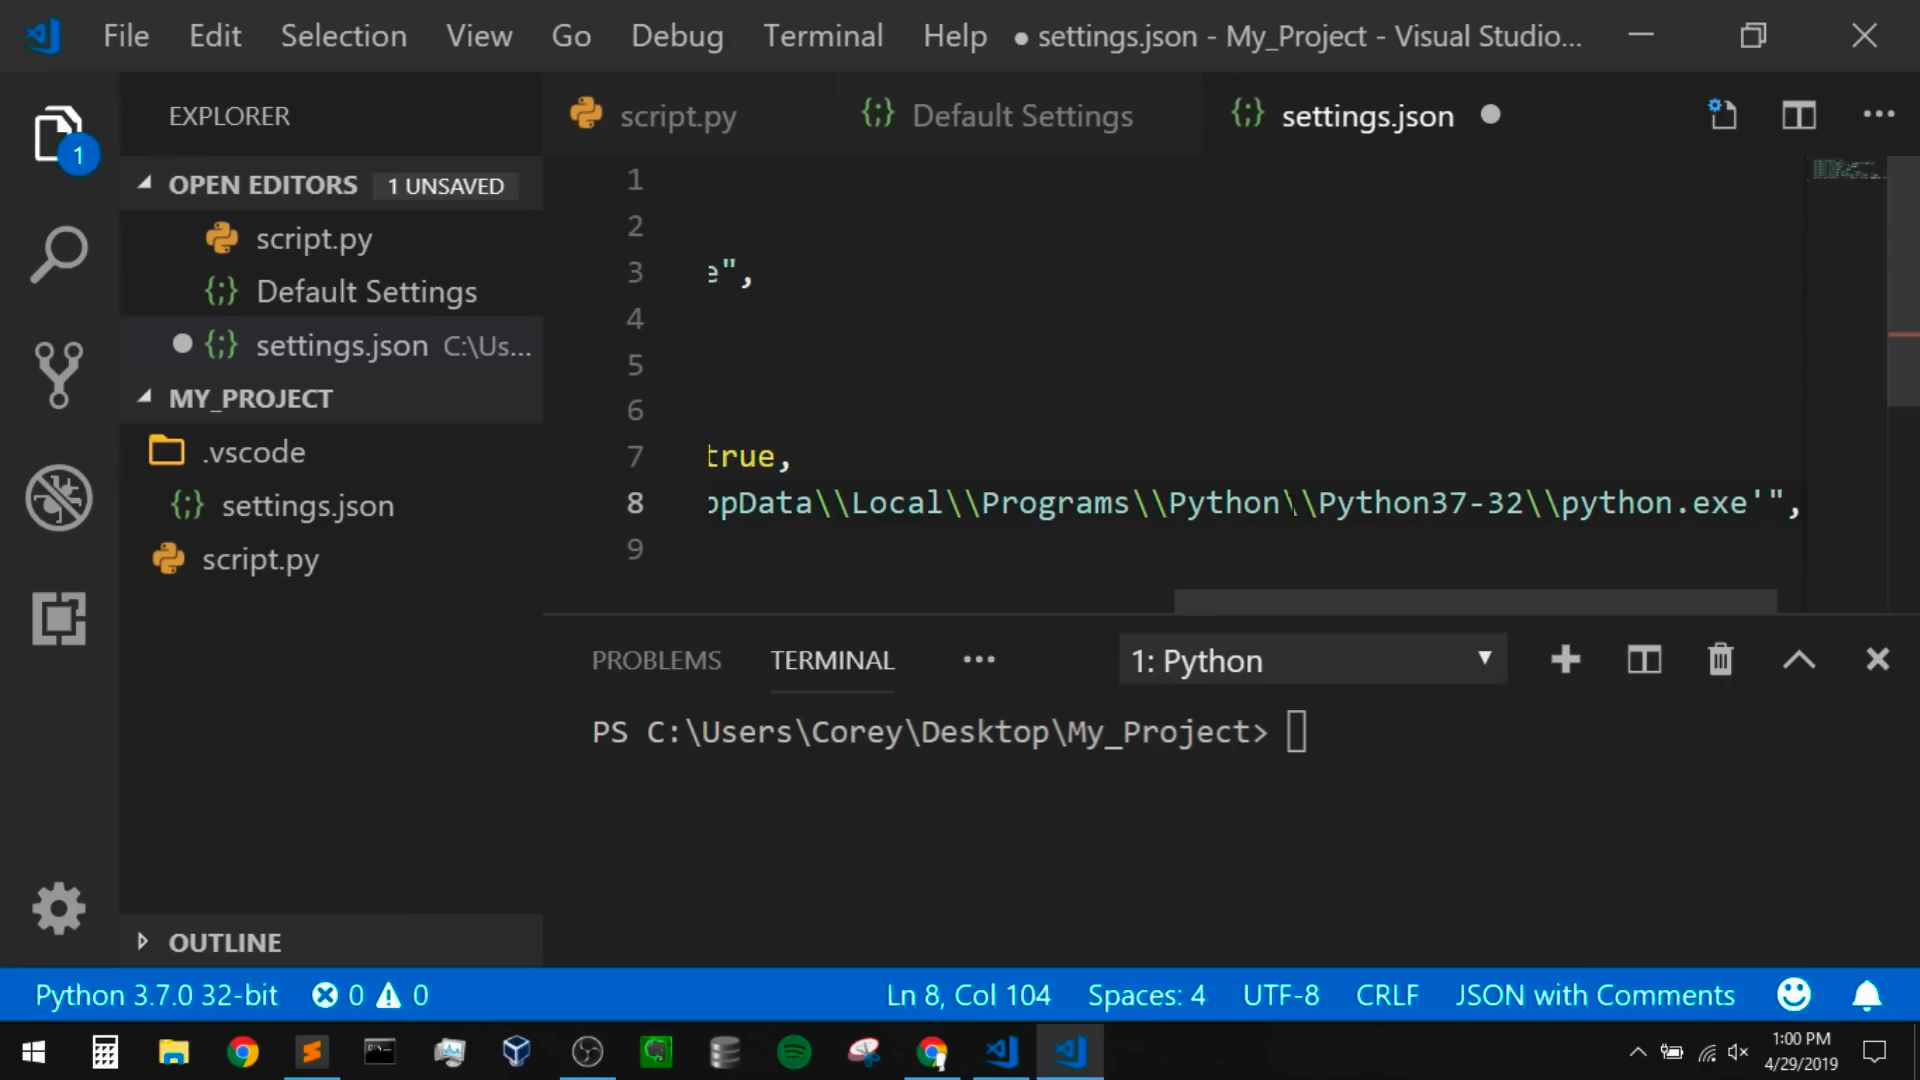 File Edit Selection View Go Debug Terminal Help ● settings.json - My_Project - Visual Studio...
EXPLORER
1
OPEN EDITORS 1 UNSAVED
script.py
Default Settings
settings.json C:\Us...
MY_PROJECT
.vscode
settings.json
script.py
OUTLINE
script.py Default Settings settings.json
1
2
3 e",
4
5
6
7 true,
8 ppData\\Local\\Programs\\Python\\Python37-32\\python.exe'",
9
PROBLEMS TERMINAL ... 1: Python
PS C:\Users\Corey\Desktop\My_Project>
Python 3.7.0 32-bit 0 0 Ln 8, Col 104 Spaces: 4 UTF-8 CRLF JSON with Comments
1:00 PM
4/29/2019